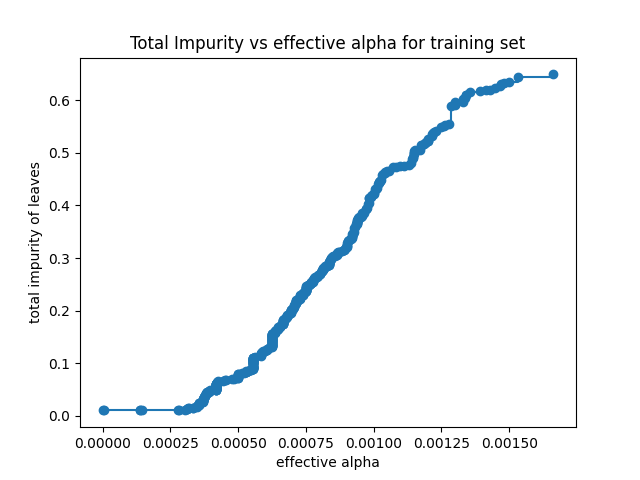 Total Impurity vs effective alpha for training set
total impurity of leaves
0.6
0.5
0.4
0.3
0.2
0.1
0.0
0.00000 0.00025 0.00050 0.00075 0.00100 0.00125 0.00150
effective alpha